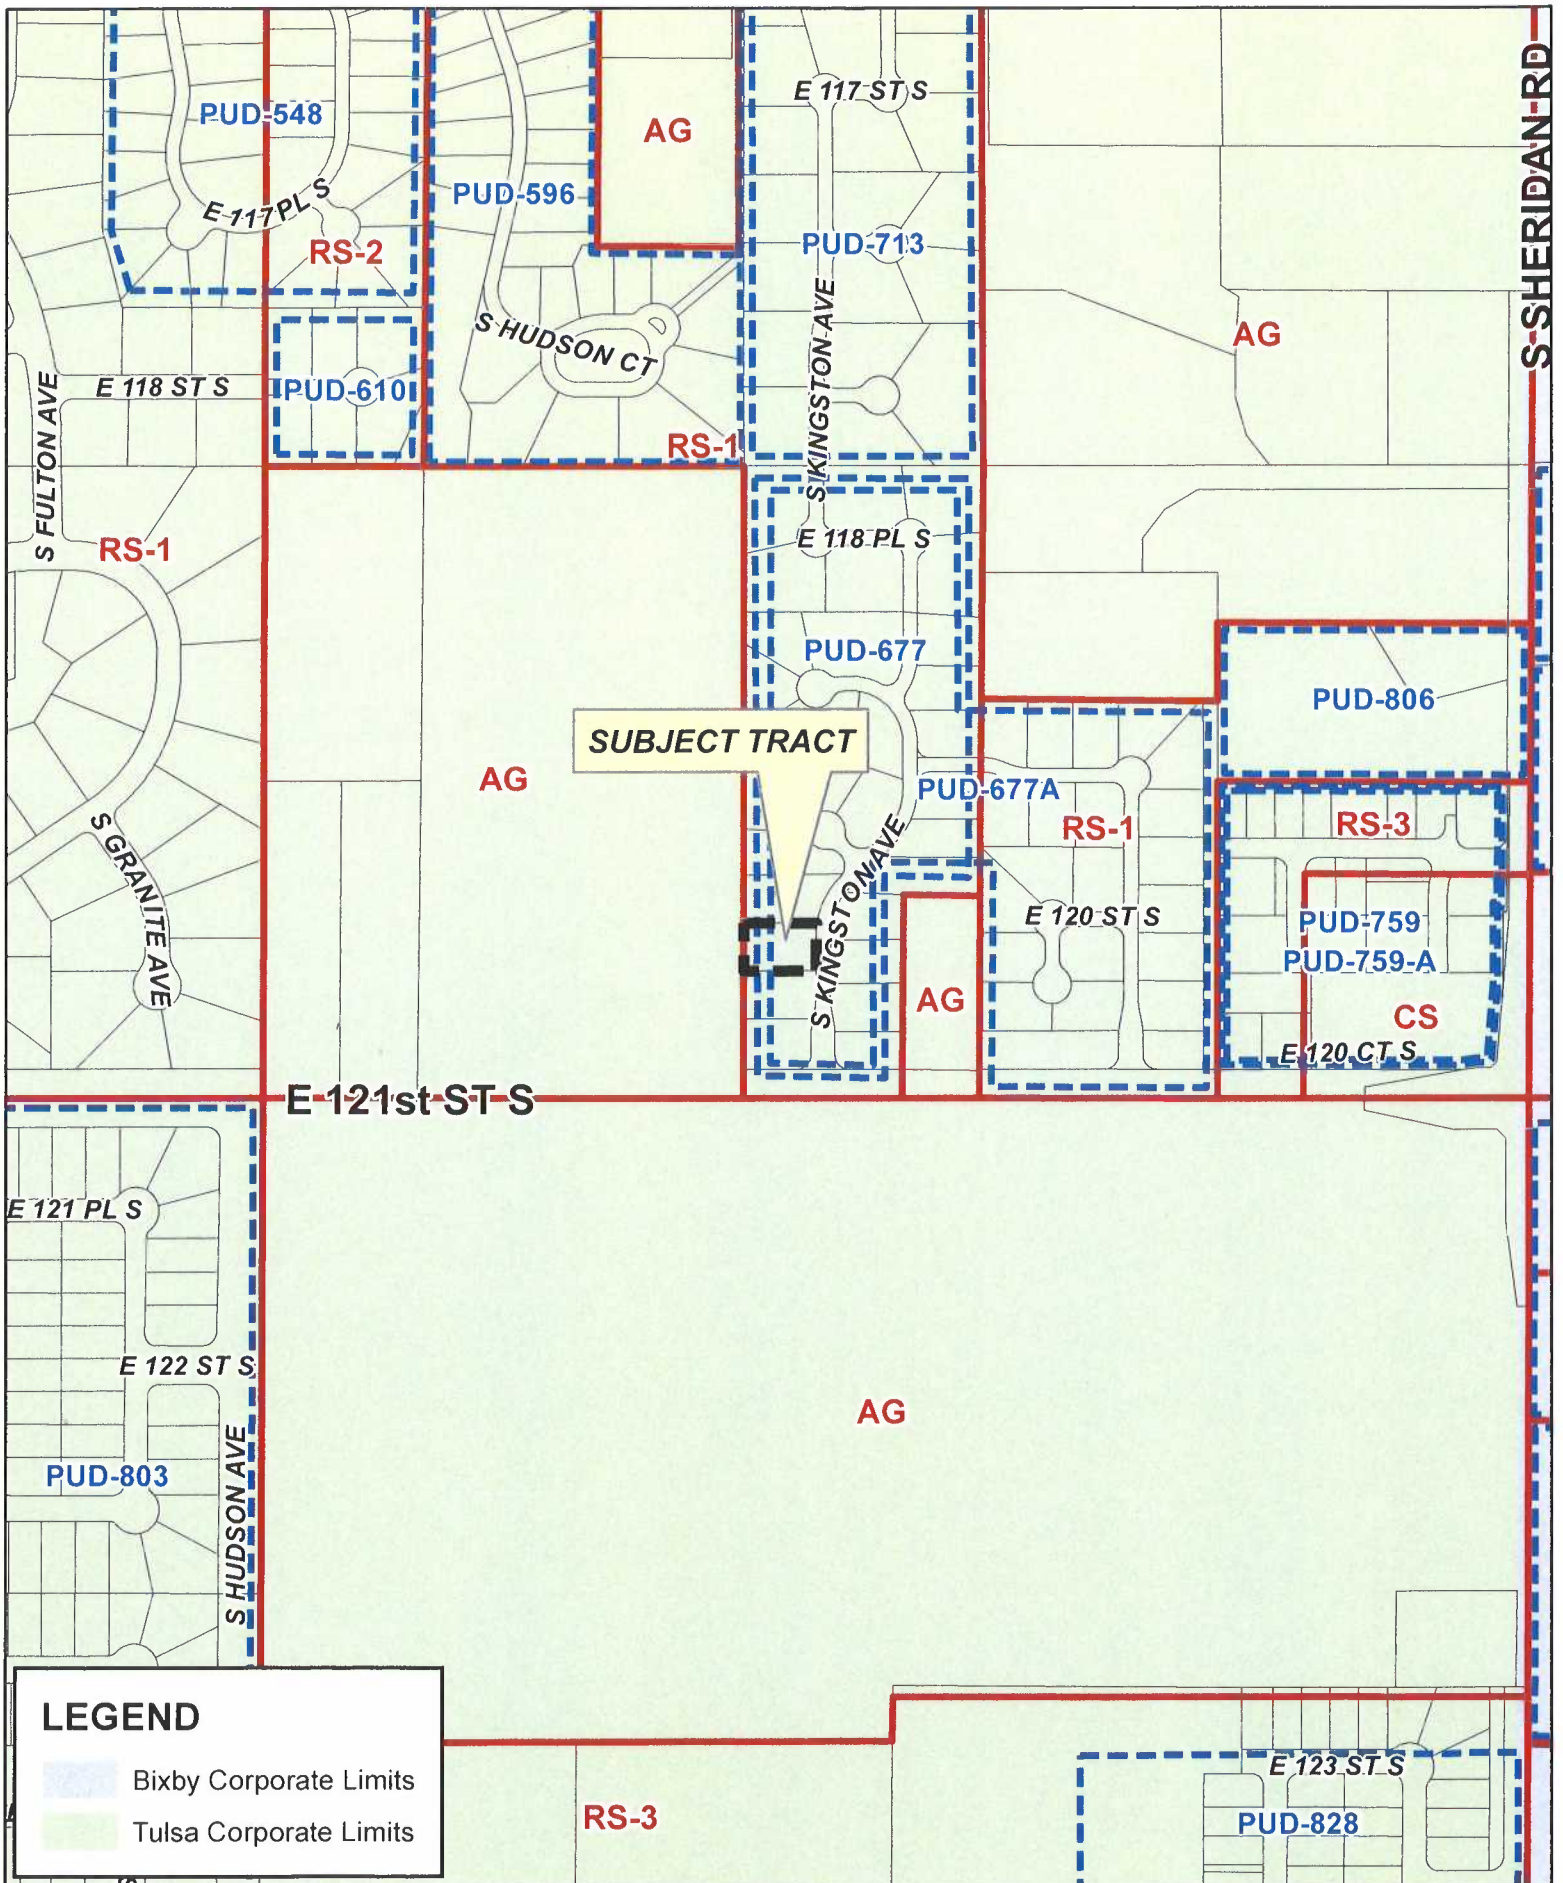 E 117 ST S
PUD-548
AG
PUD-596
E 117 PL S
RS-2
PUD-713
S SHERIDAN RD
AG
S HUDSON CT
E 118 ST S
PUD-610
S KINGSTON AVE
S FULTON AVE
RS-1
RS-1
E 118 PL S
PUD-677
PUD-806
SUBJECT TRACT
AG
PUD-677A
RS-1
RS-3
S GRANITE AVE
S KINGSTON AVE
E 120 ST S
PUD-759
PUD-759-A
AG
CS
E 120 CT S
E 121st ST S
E 121 PL S
E 122 ST S
AG
PUD-803
S HUDSON AVE
LEGEND
Bixby Corporate Limits
Tulsa Corporate Limits
E 123 ST S
RS-3
PUD-828